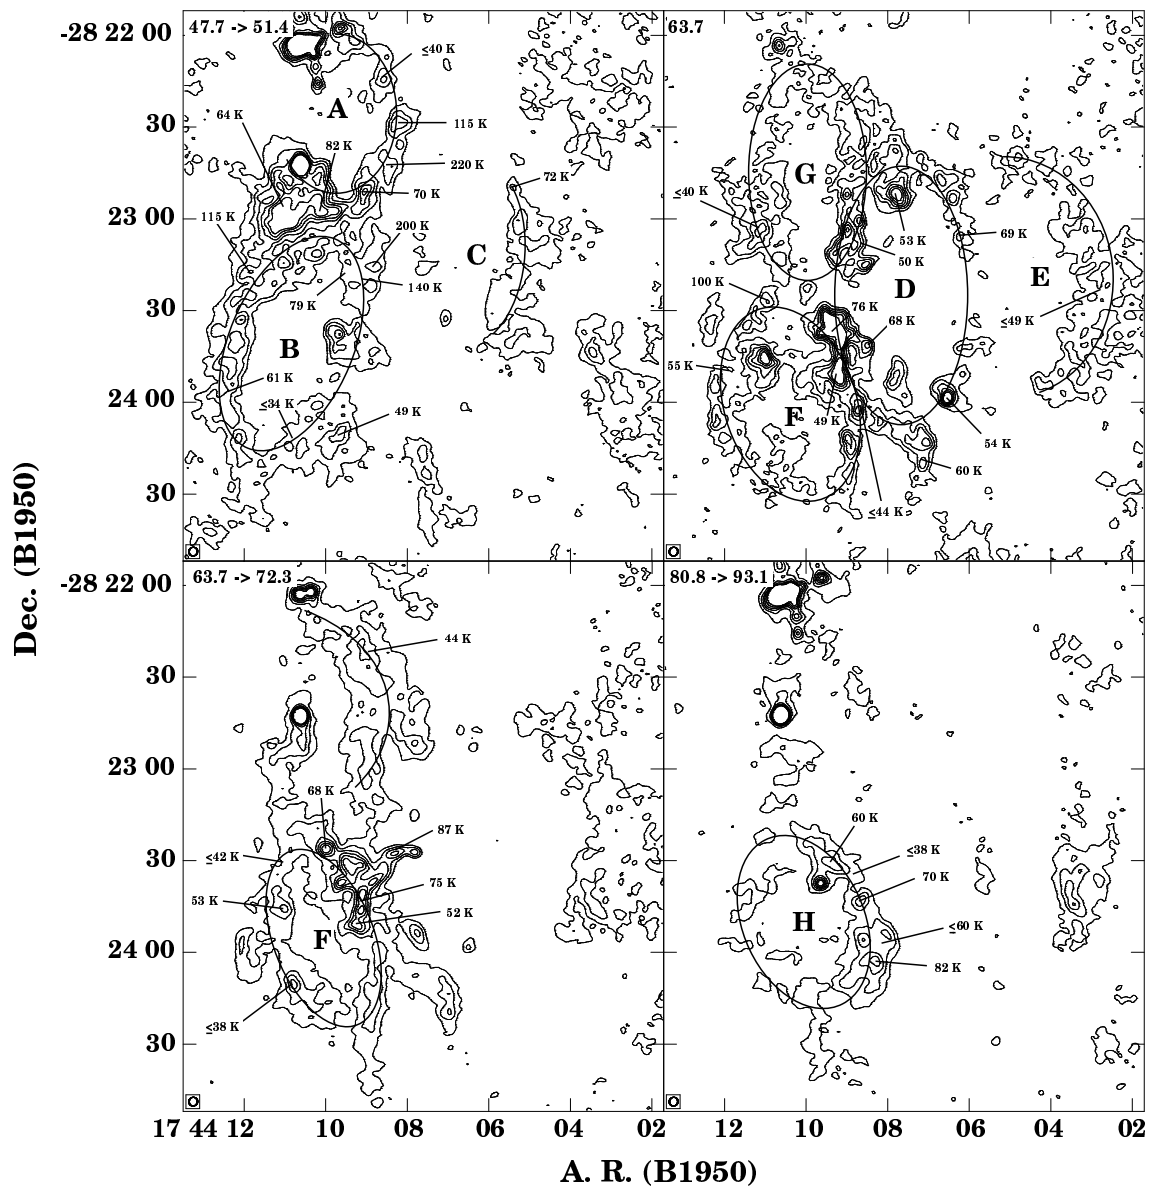 47.7 -> 51.4
63.7
-28 22 00
≤40 K
A
64 K
115 K
30
82 K
G
220 K
72 K
≤40 K
70 K
23 00
115 K
200 K
53 K
69 K
C
50 K
E
100 K
D
79 K
140 K
30
76 K
68 K
≤49 K
B
55 K
61 K
24 00
≤34 K
49 K
F
49 K
54 K
60 K
30
≤44 K
Dec. (B1950)
63.7 -> 72.3
80.8 -> 93.1
-28 22 00
44 K
30
23 00
68 K
60 K
87 K
≤38 K
30
≤42 K
70 K
75 K
53 K
52 K
H
≤60 K
F
24 00
82 K
≤38 K
30
17 44 12 10 08 06 04 02 12 10 08 06 04 02
A. R. (B1950)